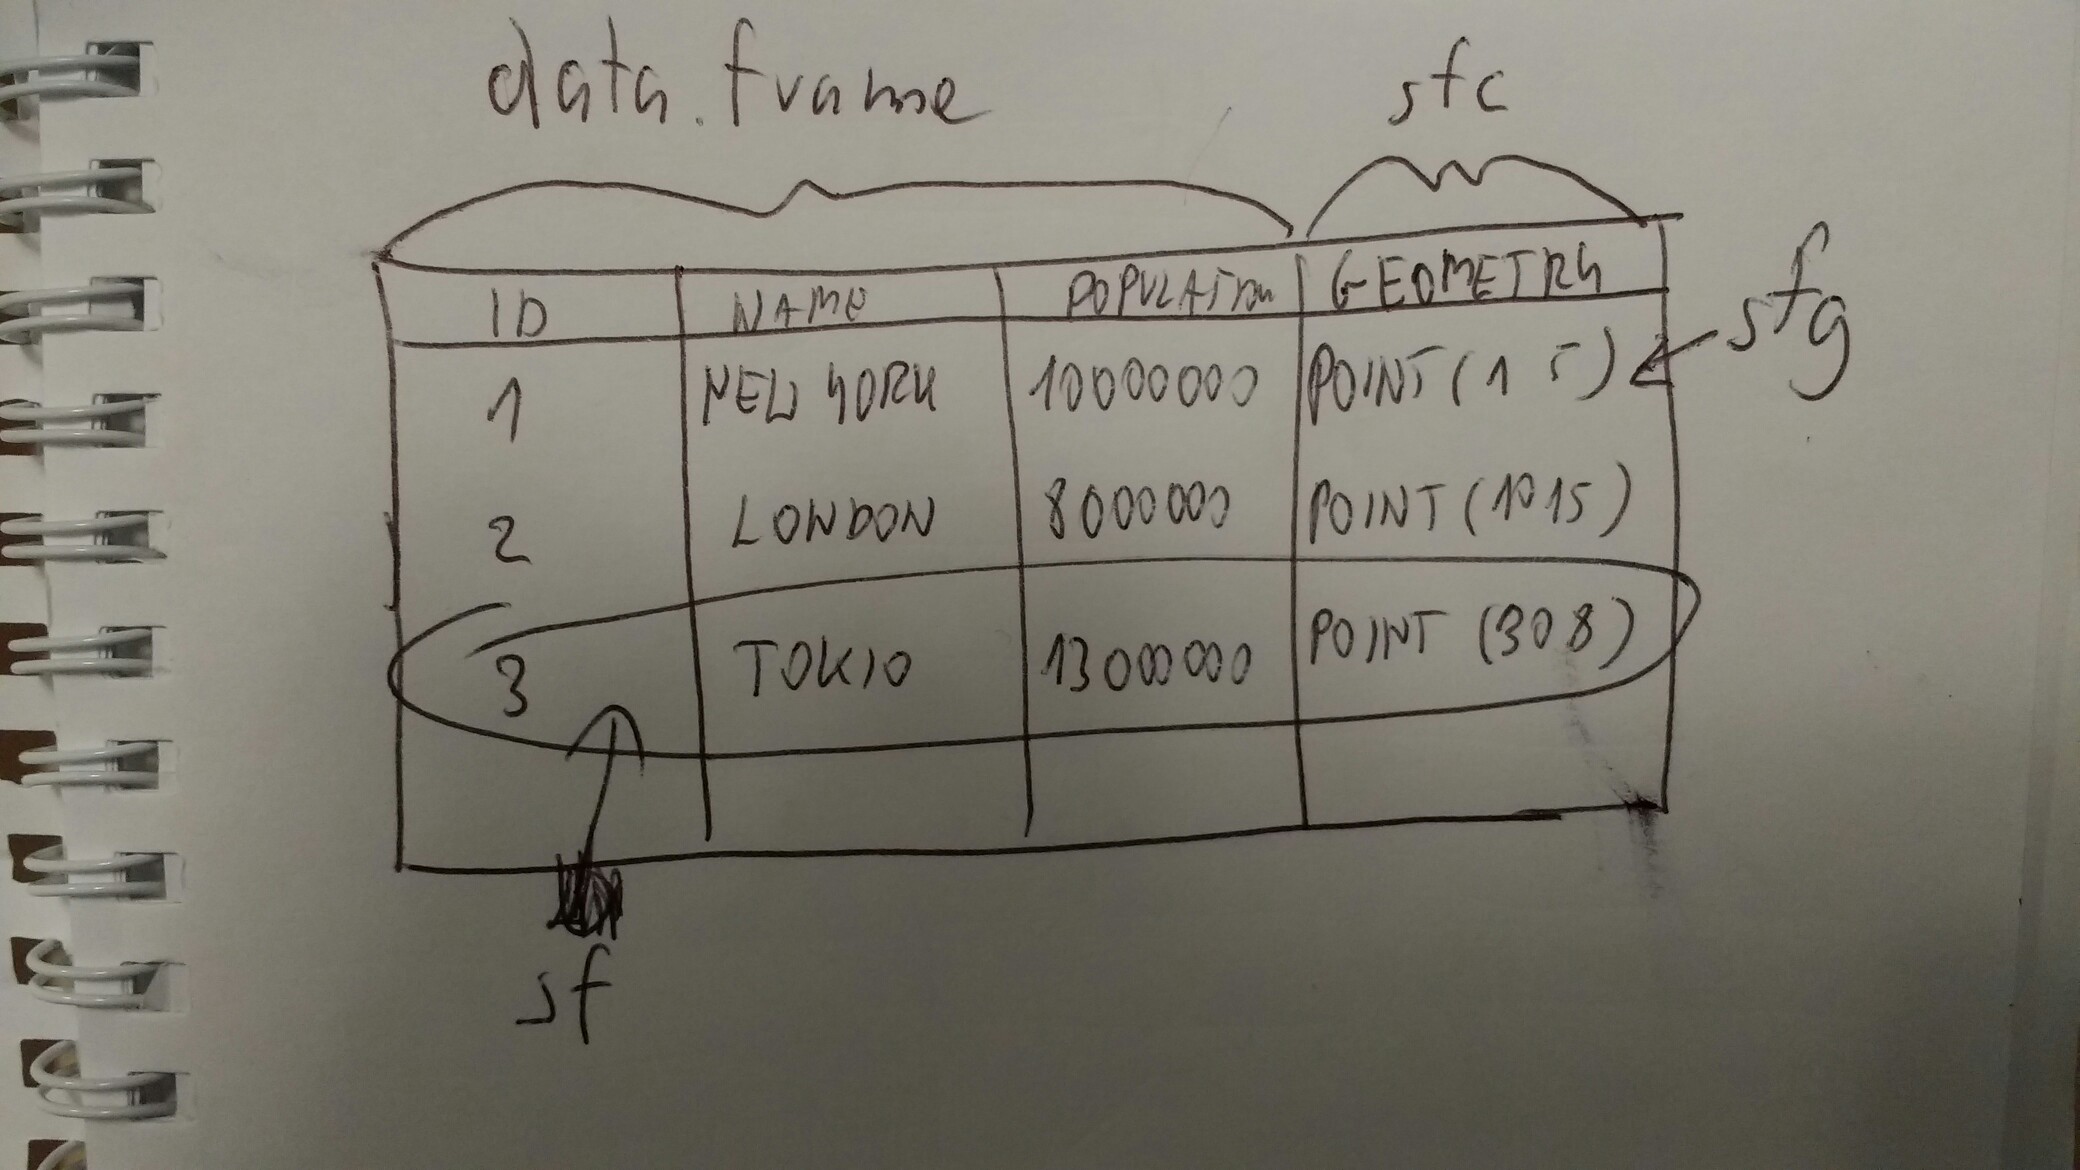 data.frame sfc
ID NAME POPULATION GEOMETRY
sfg
1 NEW YORK 10000000 POINT (1 5)
2 LONDON 8000000 POINT (10 15)
3 TOKIO 13000000 POINT (30 8)
sf